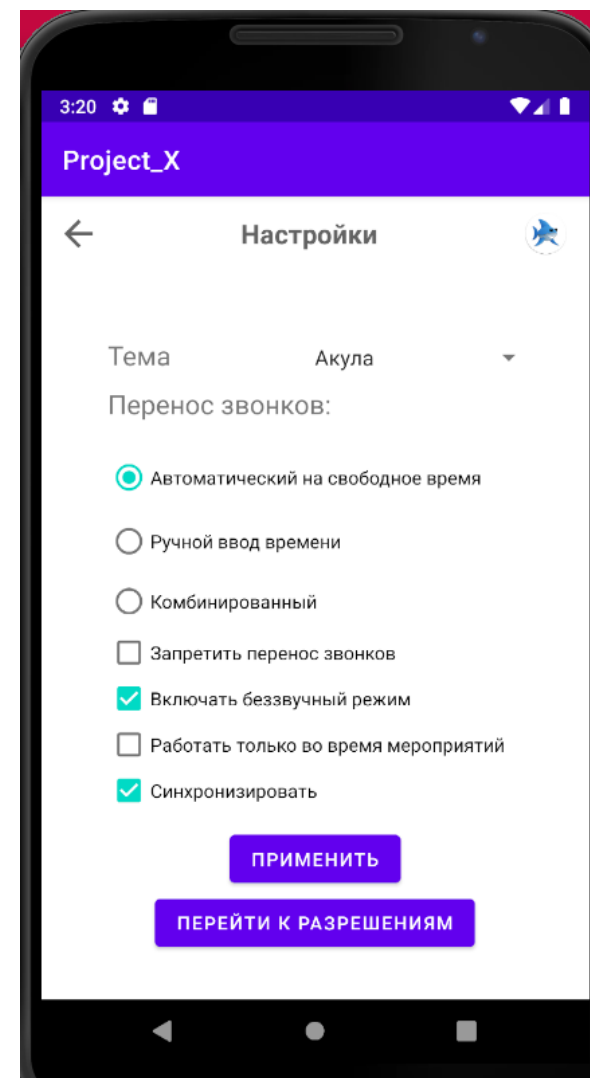 3:20
Project_X
Настройки
Тема Акула
Перенос звонков:
Автоматический на свободное время
Ручной ввод времени
Комбинированный
Запретить перенос звонков
Включать беззвучный режим
Работать только во время мероприятий
Синхронизировать
ПРИМЕНИТЬ
ПЕРЕЙТИ К РАЗРЕШЕНИЯМ